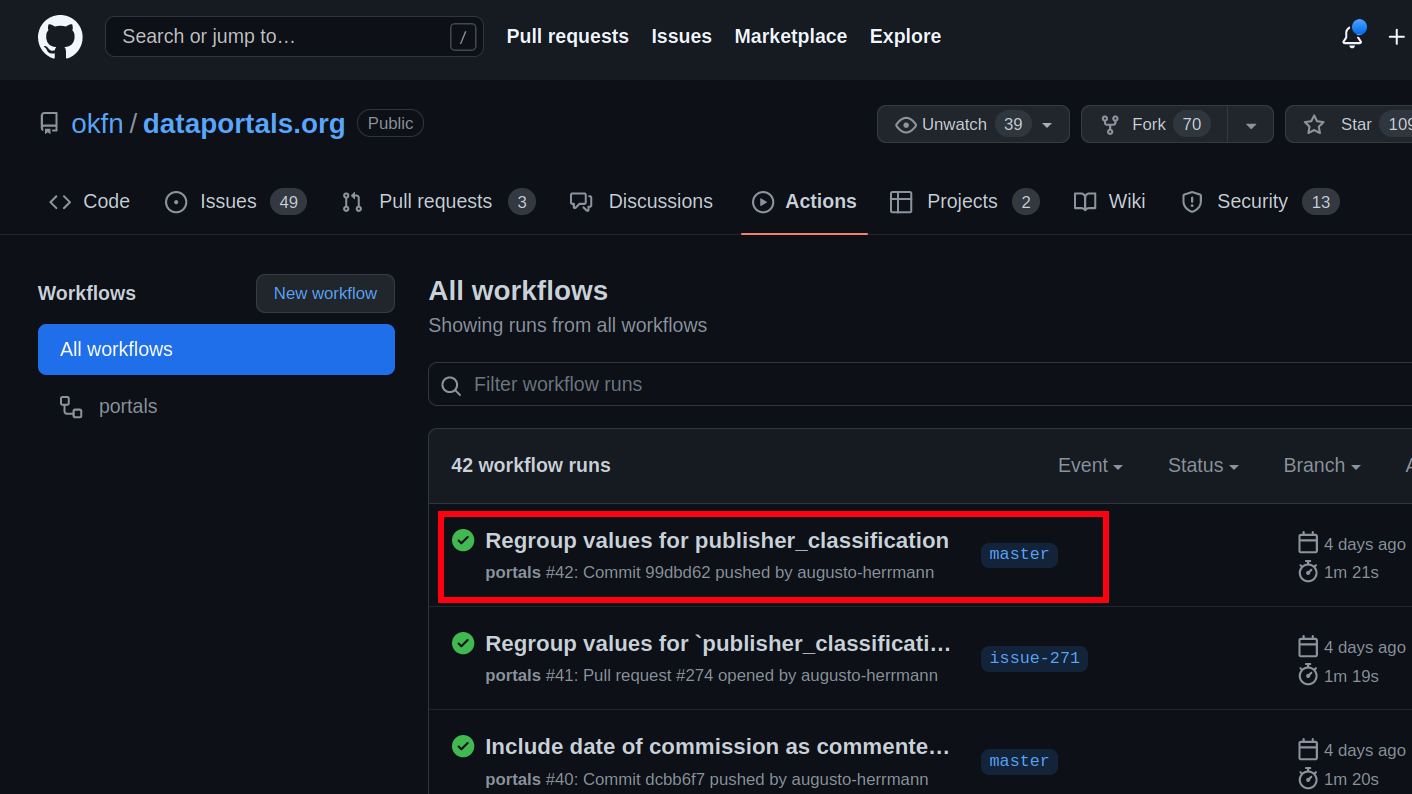 Search or jump to… /
Pull requests Issues Marketplace Explore
okfn / dataportals.org Public
Unwatch 39 Fork 70 Star 109
Code Issues 49 Pull requests 3 Discussions Actions Projects 2 Wiki Security 13
Workflows New workflow
All workflows
portals
All workflows
Showing runs from all workflows
Filter workflow runs
42 workflow runs Event Status Branch
Regroup values for publisher_classification master 4 days ago
portals #42: Commit 99dbd62 pushed by augusto-herrmann 1m 21s
Regroup values for `publisher_classificati… issue-271 4 days ago
portals #41: Pull request #274 opened by augusto-herrmann 1m 19s
Include date of commission as commente… master 4 days ago
portals #40: Commit dcbb6f7 pushed by augusto-herrmann 1m 20s